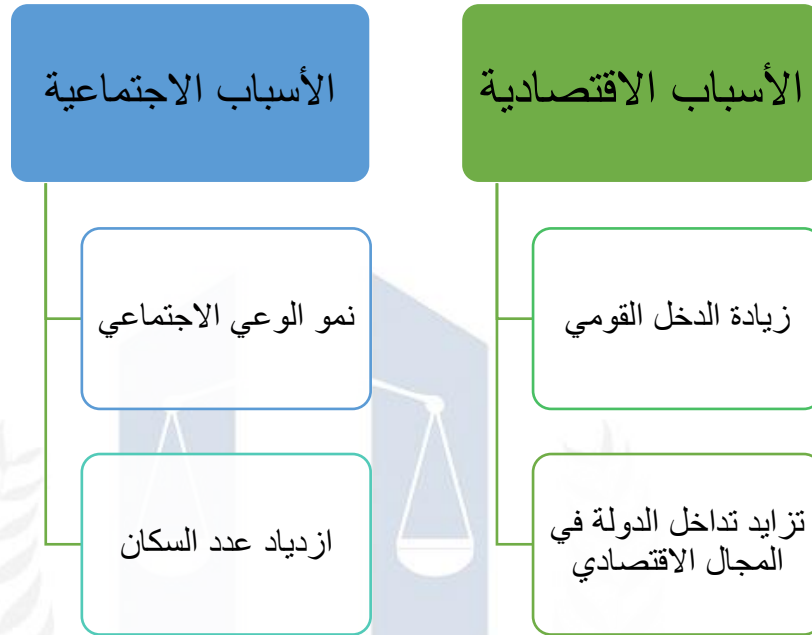 الأسباب الاقتصادية
زيادة الدخل القومي
تزايد تداخل الدولة في
المجال الاقتصادي
الأسباب الاجتماعية
نمو الوعي الاجتماعي
ازدياد عدد السكان